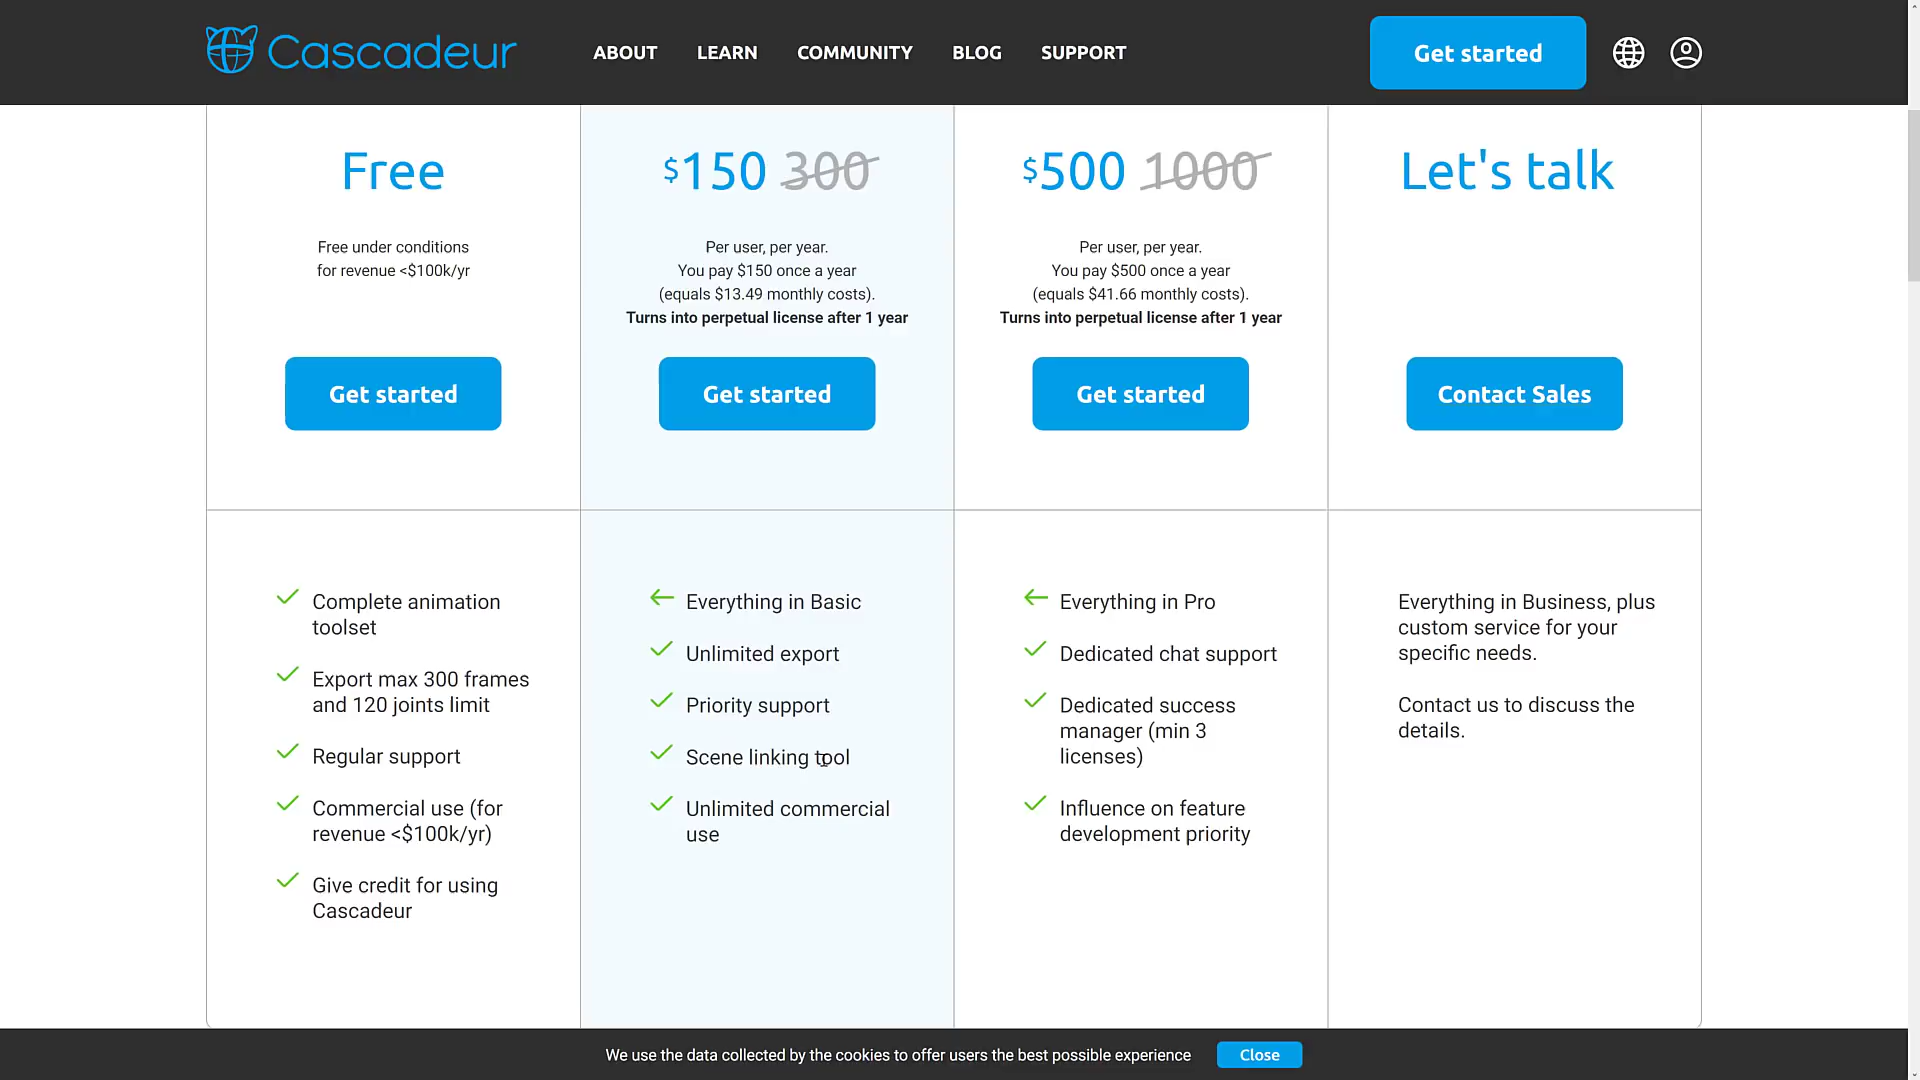 Cascadeur
ABOUT
LEARN
COMMUNITY
BLOG
SUPPORT
Get started
Free
Free under conditions
for revenue <$100k/yr
Get started
Complete animation
toolset
Export max 300 frames
and 120 joints limit
Regular support
Commercial use (for
revenue <$100k/yr)
Give credit for using
Cascadeur
$150 300
Per user, per year.
You pay $150 once a year
(equals $13.49 monthly costs).
Turns into perpetual license after 1 year
Get started
Everything in Basic
Unlimited export
Priority support
Scene linking tool
Unlimited commercial
use
$500 1000
Per user, per year.
You pay $500 once a year
(equals $41.66 monthly costs).
Turns into perpetual license after 1 year
Get started
Everything in Pro
Dedicated chat support
Dedicated success
manager (min 3
licenses)
Influence on feature
development priority
Let's talk
Contact Sales
Everything in Business, plus
custom service for your
specific needs.
Contact us to discuss the
details.
We use the data collected by the cookies to offer users the best possible experience
Close